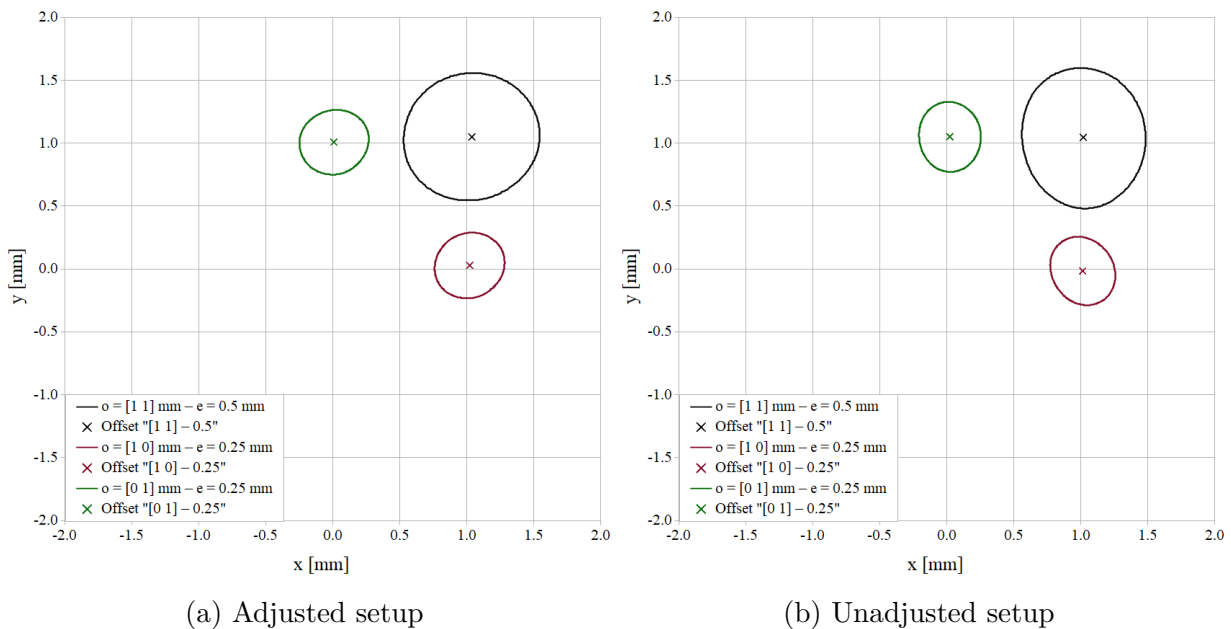 2.0
1.5
1.0
0.5
0.0
-0.5
-1.0
-1.5
-2.0
y [mm]
o = [1 1] mm – e = 0.5 mm
Offset "[1 1] – 0.5"
o = [1 0] mm – e = 0.25 mm
Offset "[1 0] – 0.25"
o = [0 1] mm – e = 0.25 mm
Offset "[0 1] – 0.25"
-2.0 -1.5 -1.0 -0.5 0.0 0.5 1.0 1.5 2.0
x [mm]
(a) Adjusted setup
2.0
1.5
1.0
0.5
0.0
-0.5
-1.0
-1.5
-2.0
y [mm]
o = [1 1] mm – e = 0.5 mm
Offset "[1 1] – 0.5"
o = [1 0] mm – e = 0.25 mm
Offset "[1 0] – 0.25"
o = [0 1] mm – e = 0.25 mm
Offset "[0 1] – 0.25"
-2.0 -1.5 -1.0 -0.5 0.0 0.5 1.0 1.5 2.0
x [mm]
(b) Unadjusted setup